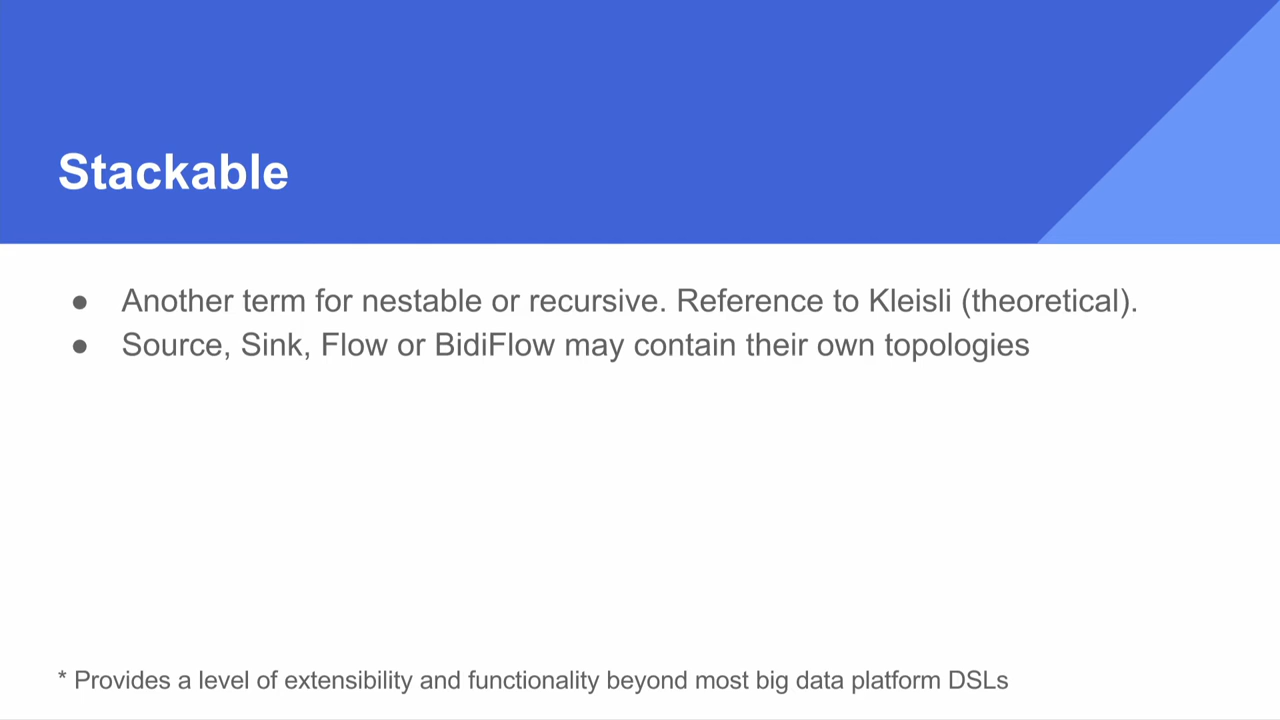 Stackable
● Another term for nestable or recursive. Reference to Kleisli (theoretical).
● Source, Sink, Flow or BidiFlow may contain their own topologies
* Provides a level of extensibility and functionality beyond most big data platform DSLs